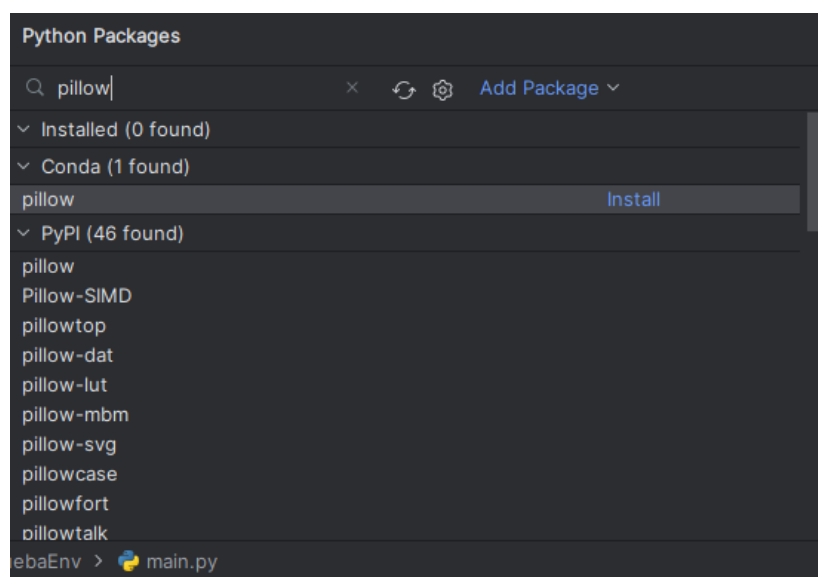 Python Packages
pillow
Add Package
Installed (0 found)
Conda (1 found)
pillow Install
PyPI (46 found)
pillow
Pillow-SIMD
pillowtop
pillow-dat
pillow-lut
pillow-mbm
pillow-svg
pillowcase
pillowfort
pillowtalk
ebaEnv > main.py